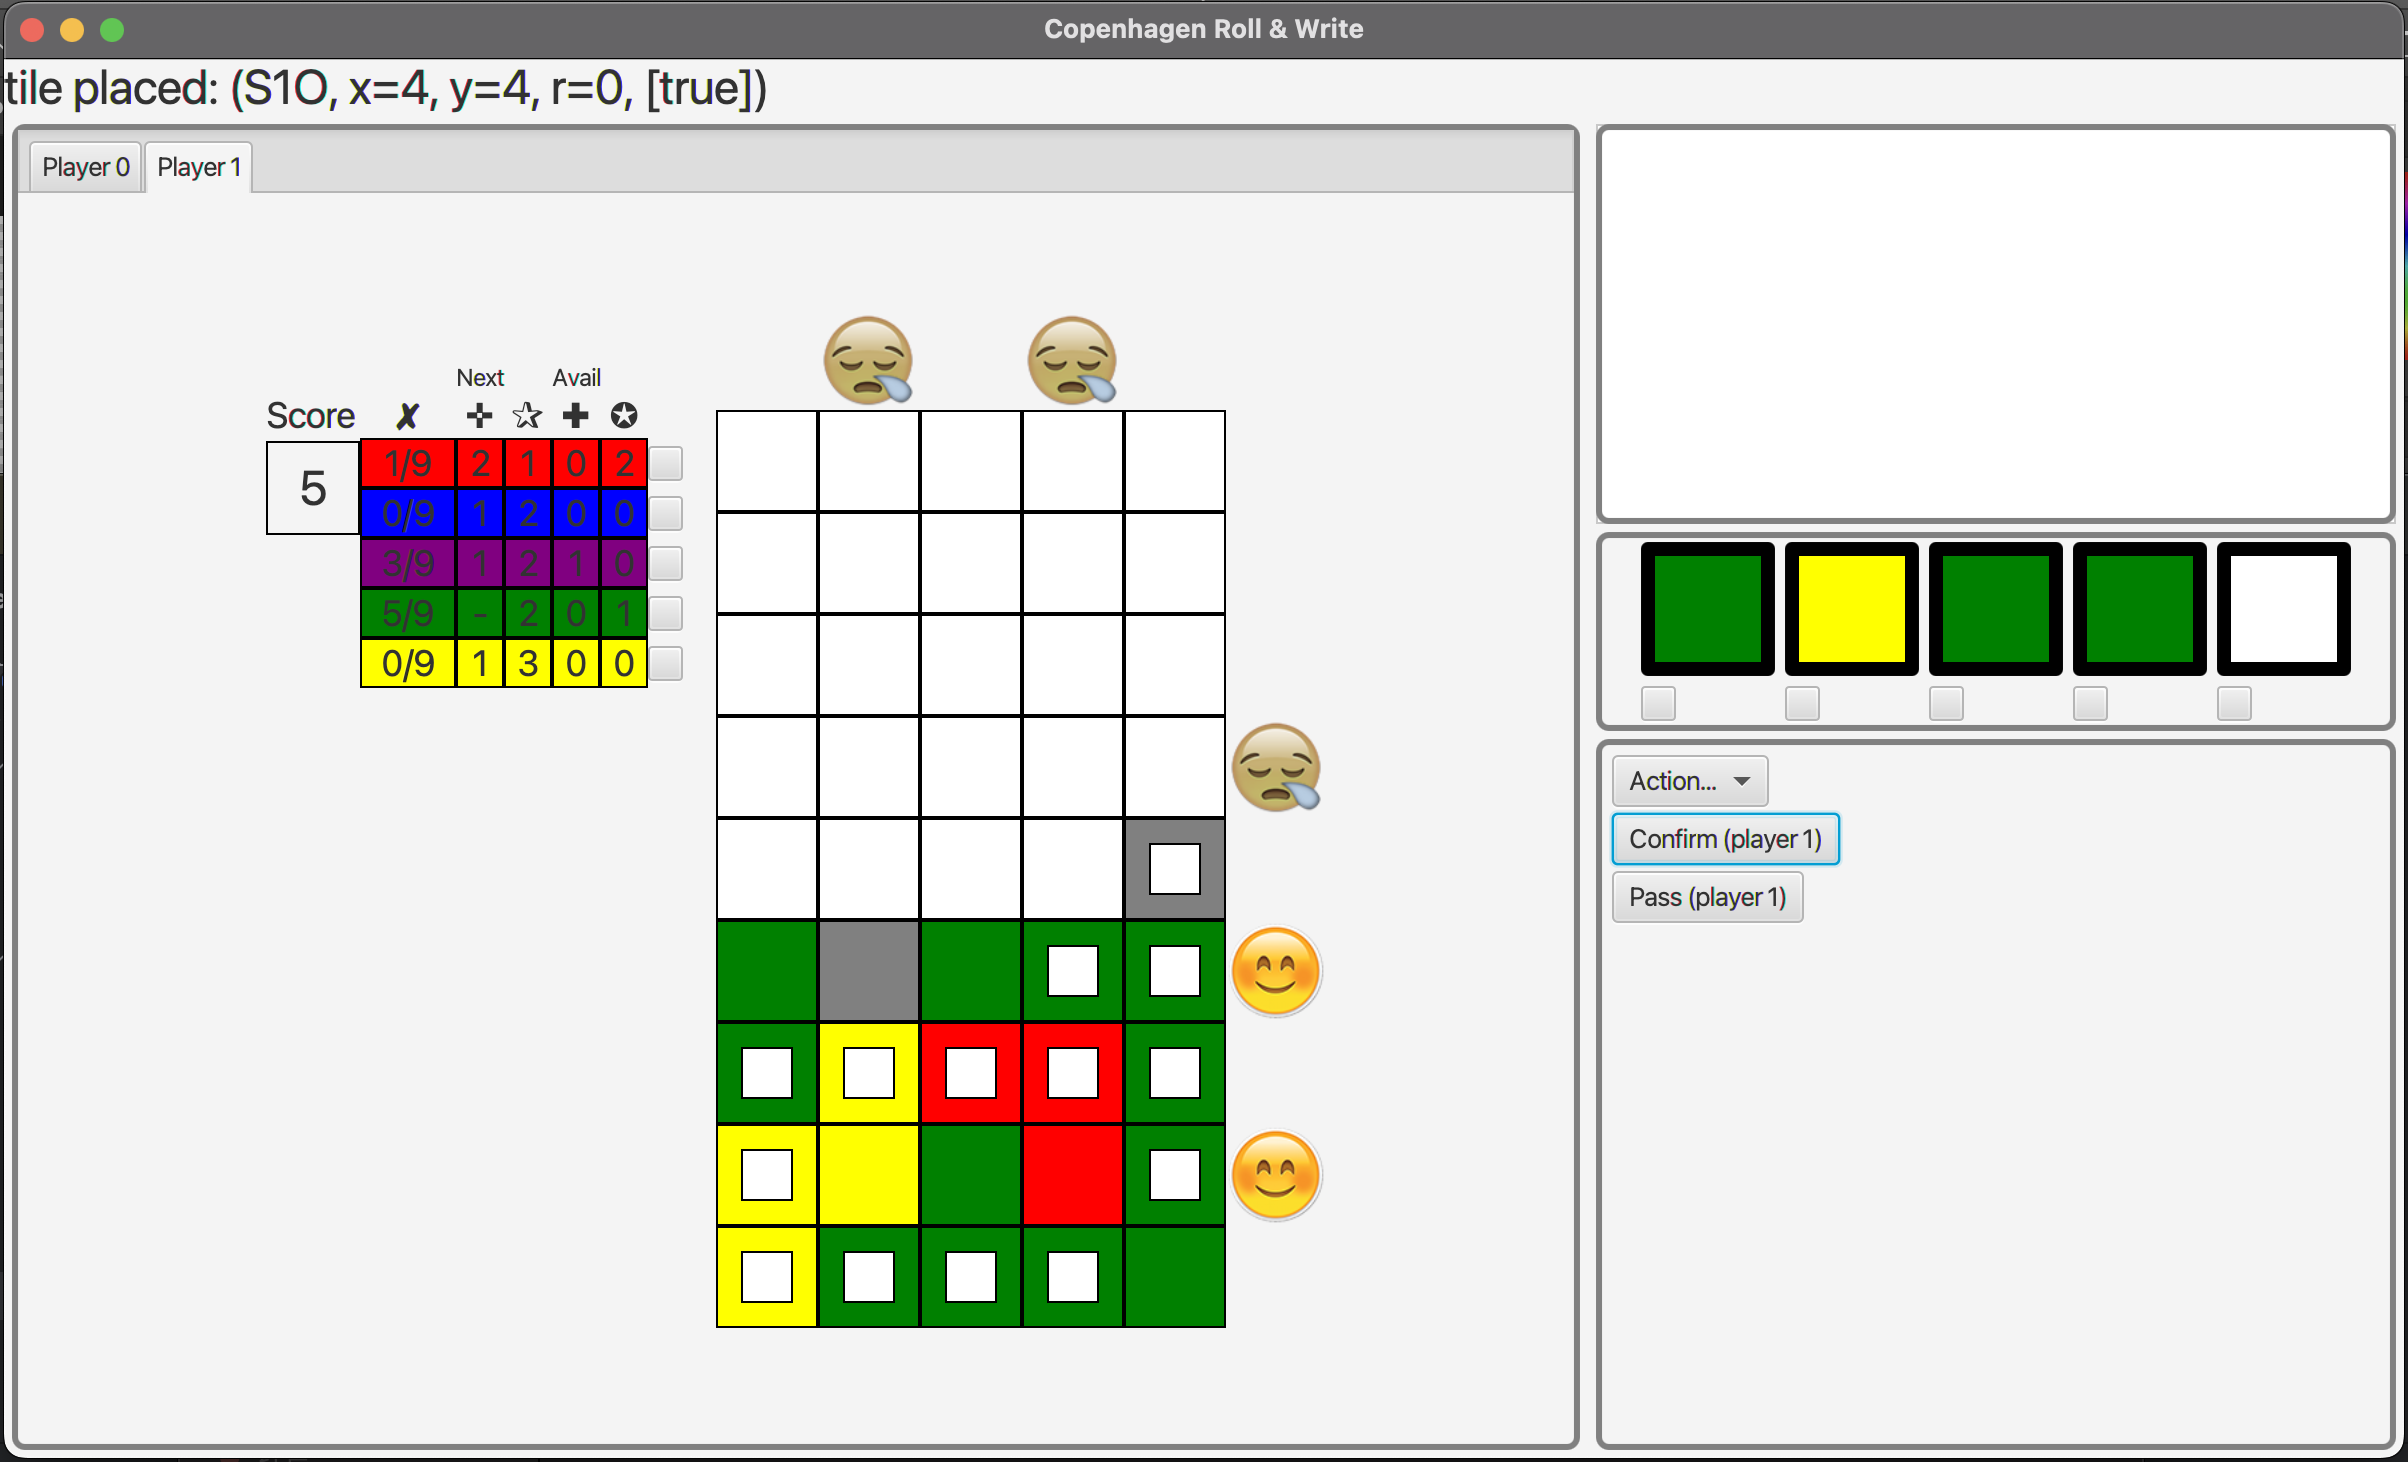 Copenhagen Roll & Write
tile placed: (S1O, x=4, y=4, r=0, [true])
Player 0 Player 1
Next Avail
Score ✗ ✢ ☆ ✚ ✪
5
1/9 2 1 0 2
0/9 1 2 0 0
3/9 1 2 1 0
5/9 - 2 0 1
0/9 1 3 0 0
Action...
Confirm (player 1)
Pass (player 1)